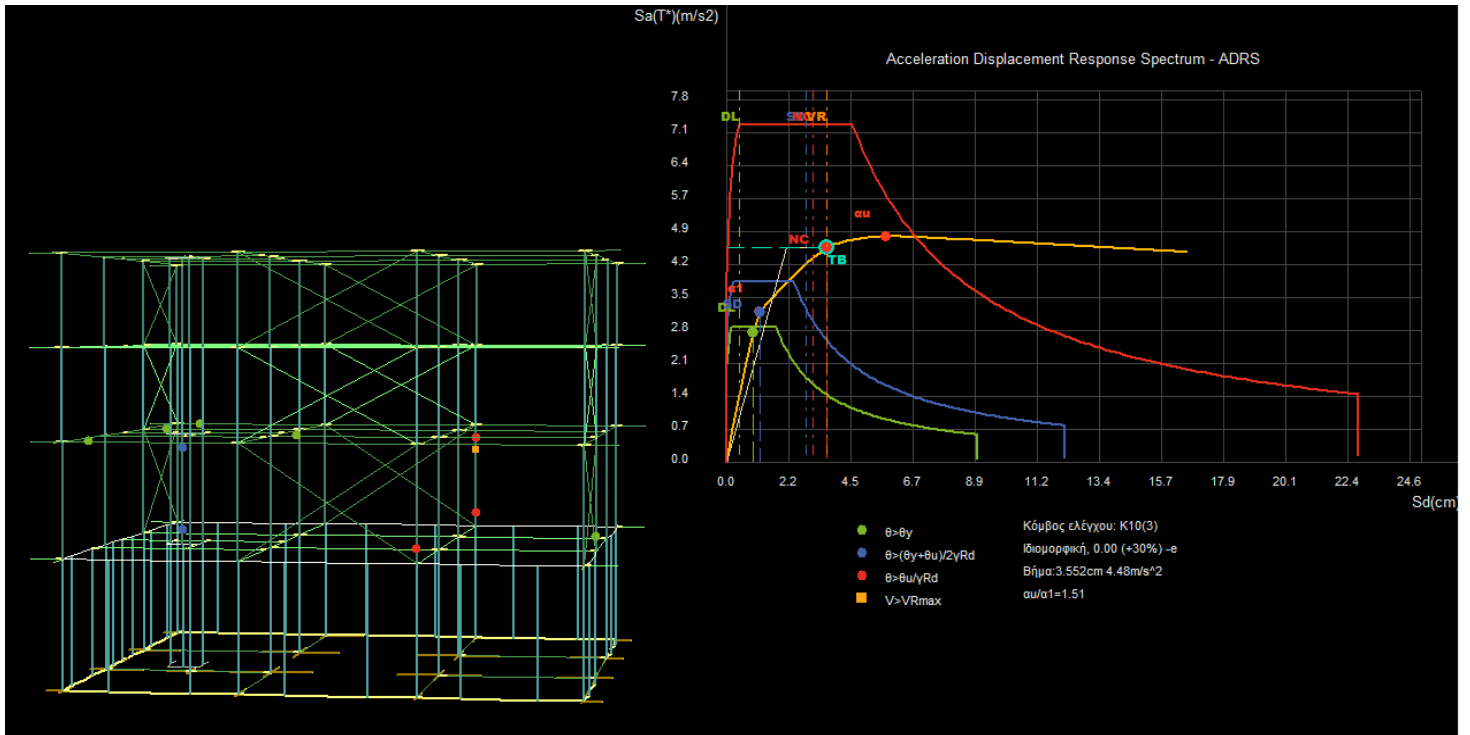 Sa(T*)(m/s2)
Acceleration Displacement Response Spectrum - ADRS
7.8
7.1
6.4
5.7
4.9
4.2
3.5
2.8
2.1
1.4
0.7
0.0
DL
VR
αu
NC
TB
α1
SD
DL
0.0 2.2 4.5 6.7 8.9 11.2 13.4 15.7 17.9 20.1 22.4 24.6
Sd(cm)
θ>θy
θ>(θy+θu)/2γRd
θ>θu/γRd
V>VRmax
Κόμβος ελέγχου: Κ10(3)
Ιδιομορφική, 0.00 (+30%) -e
Βήμα:3.552cm 4.48m/s^2
αu/α1=1.51